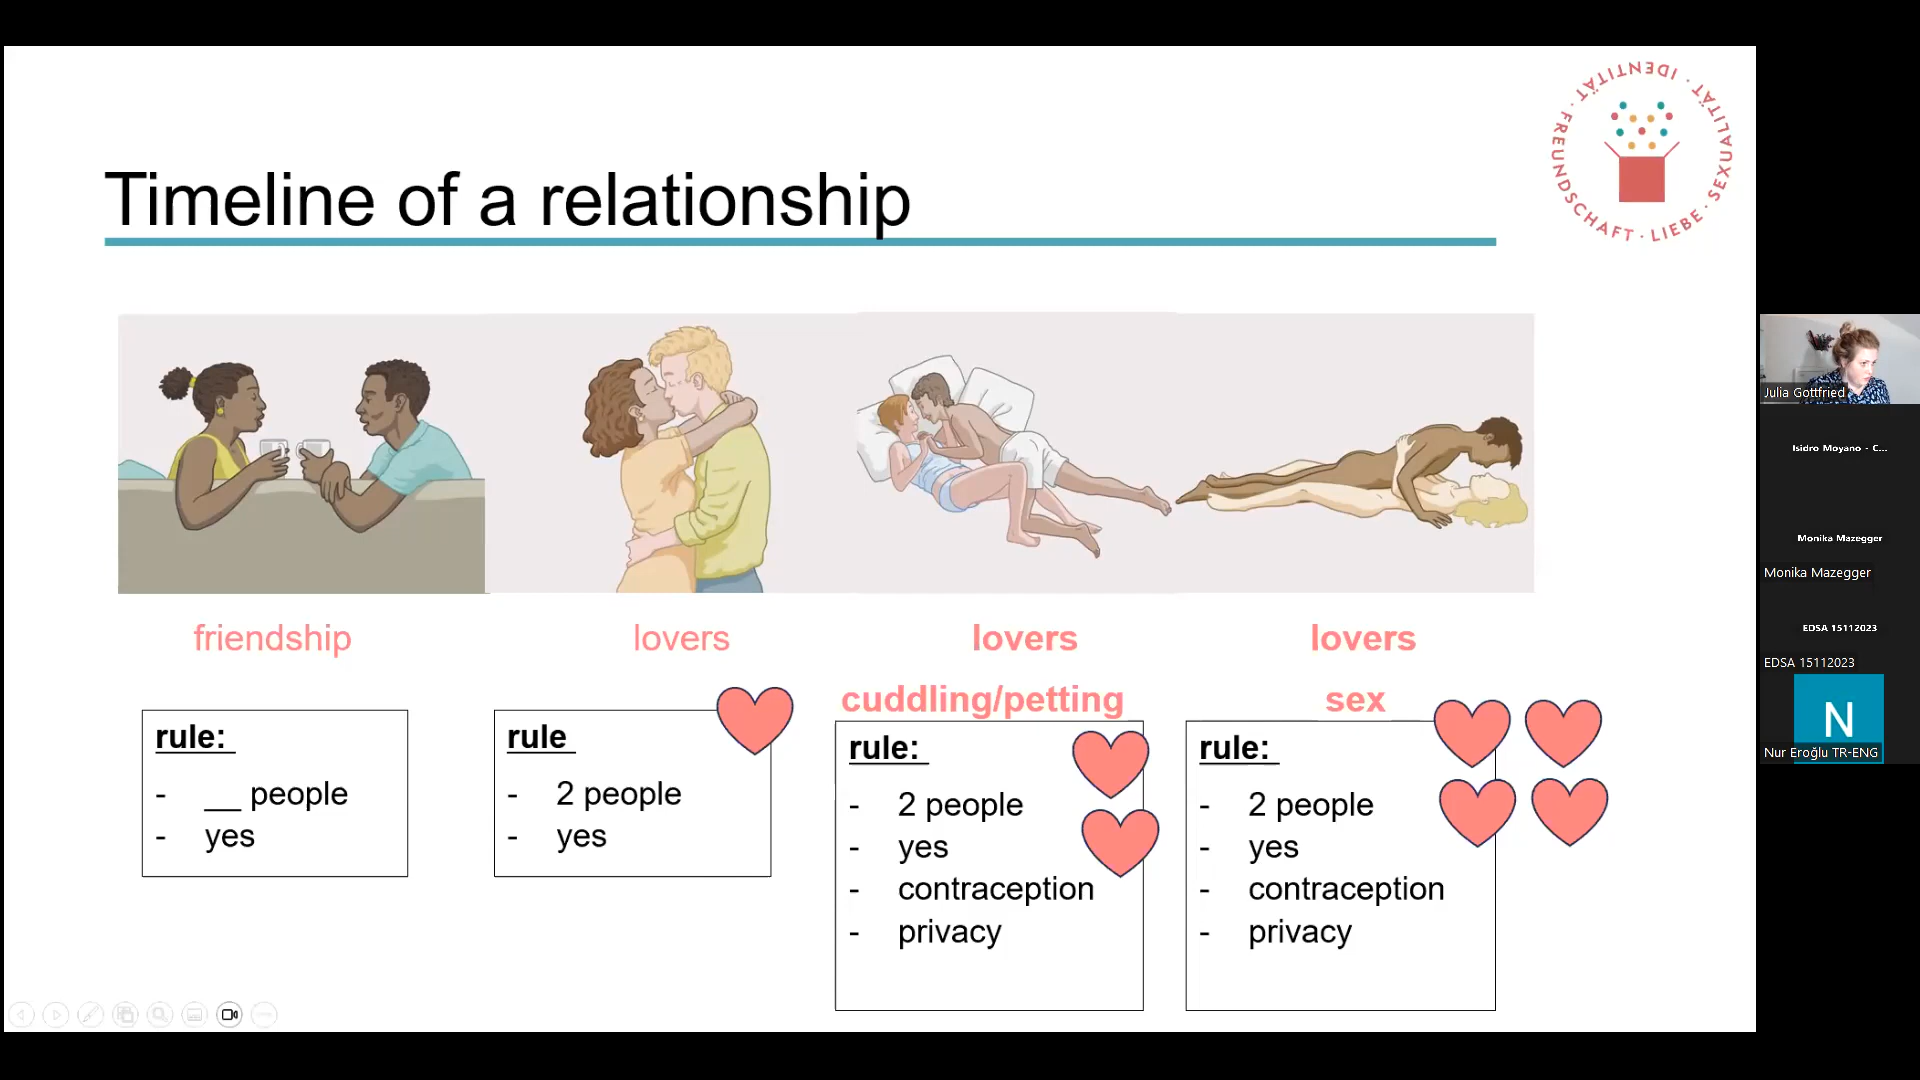 IDENTITÄT · FREUNDSCHAFT · LIEBE · SEXUALITÄT ·
Timeline of a relationship
friendship
lovers
lovers
lovers
cuddling/petting
sex
rule:
- __ people
- yes
rule
- 2 people
- yes
rule:
- 2 people
- yes
- contraception
- privacy
rule:
- 2 people
- yes
- contraception
- privacy
Julia Gottfried
Isidro Moyano - C...
Monika Mazegger
Monika Mazegger
EDSA 15112023
EDSA 15112023
N
Nur Eroğlu TR-ENG